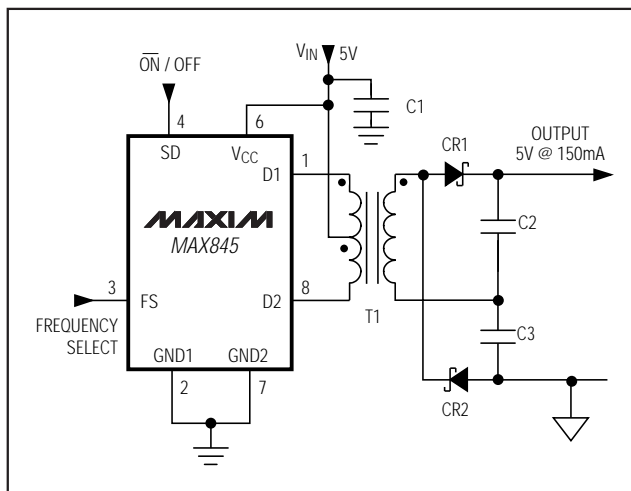 VIN 5V
ON / OFF
C1
4
6
SD
VCC
D1
1
CR1
OUTPUT
5V @ 150mA
MAXIM
MAX845
C2
3
FS
D2
8
T1
C3
FREQUENCY
SELECT
GND1
GND2
2
7
CR2